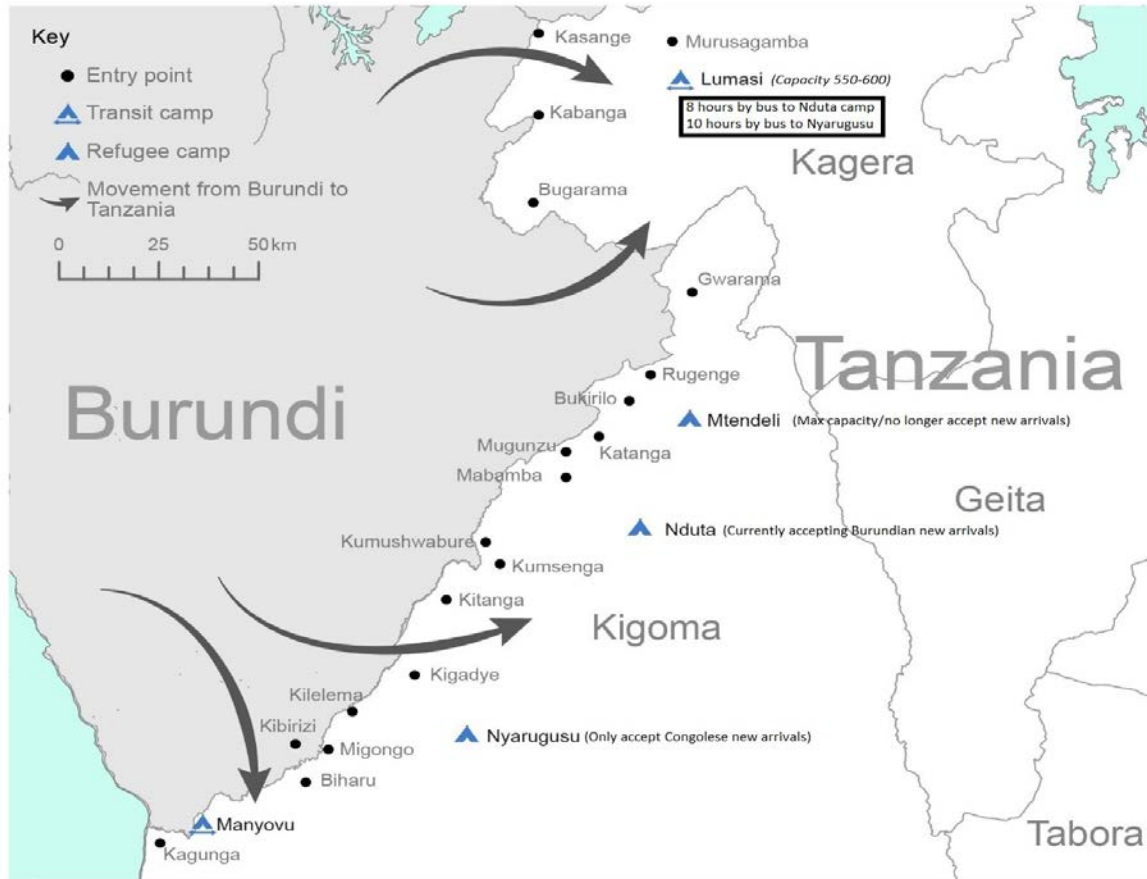 Key
Entry point
Transit camp
Refugee camp
Movement from Burundi to
Tanzania
0 25 50 km
Kasange
Murusagamba
Lumasi (Capacity 550-600)
8 hours by bus to Nduta camp
10 hours by bus to Nyarugusu
Kabanga
Kagera
Bugarama
Gwarama
Tanzania
Burundi
Rugenge
Bukirilo
Mtendeli (Max capacity/no longer accept new arrivals)
Mugunzu
Katanga
Mabamba
Geita
Nduta (Currently accepting Burundian new arrivals)
Kumushwabure
Kumsenga
Kitanga
Kigoma
Kigadye
Kilelema
Kibirizi
Nyarugusu (Only accept Congolese new arrivals)
Migongo
Biharu
Manyovu
Tabora
Kagunga